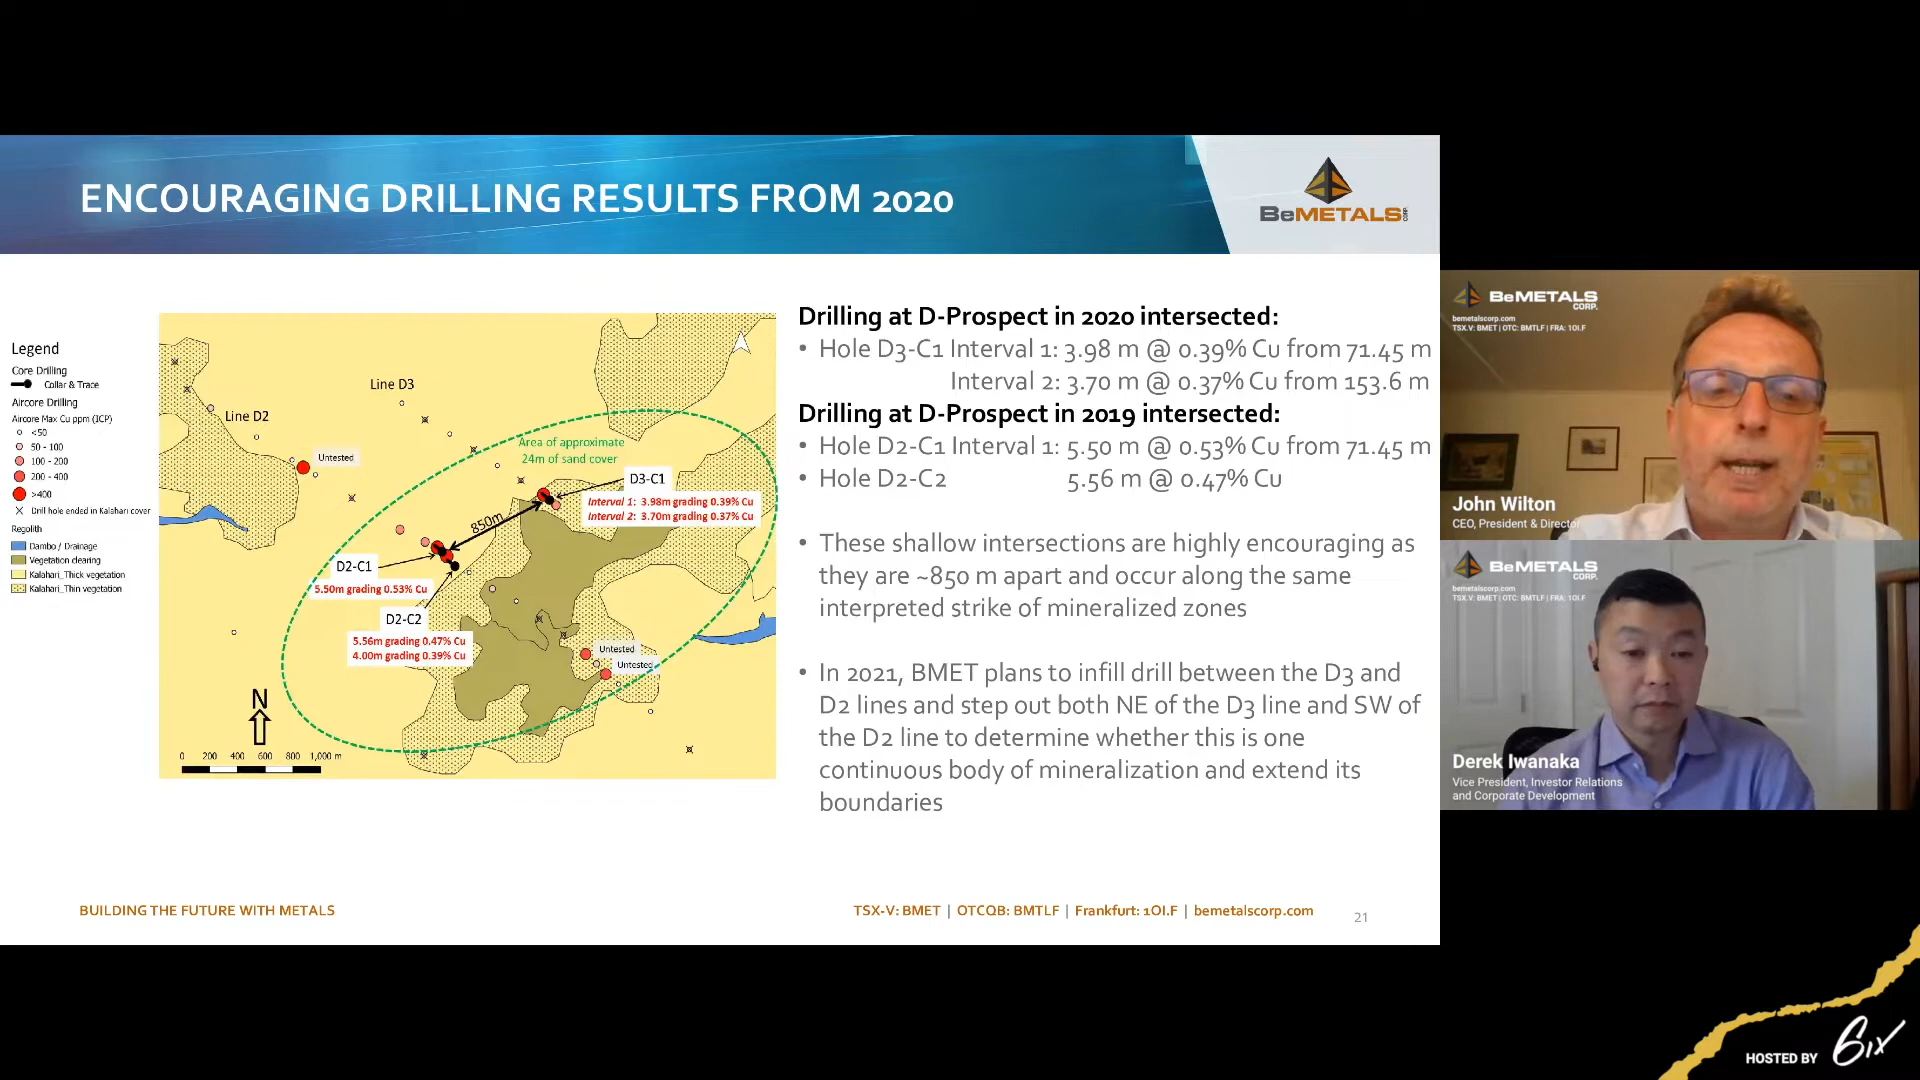 ENCOURAGING DRILLING RESULTS FROM 2020
BeMETALS CORP.
Legend
Core Drilling
Collar & Trace
Aircore Drilling
Aircore Max Cu ppm (ICP)
<50
50 - 100
100 - 200
200 - 400
>400
Drill hole ended in Kalahari cover
Regolith
Dambo / Drainage
Vegetation clearing
Kalahari_Thick vegetation
Kalahari_Thin vegetation
Line D3
Line D2
Untested
Area of approximate
24m of sand cover
D3-C1
Interval 1: 3.98m grading 0.39% Cu
Interval 2: 3.70m grading 0.37% Cu
850m
D2-C1
5.50m grading 0.53% Cu
D2-C2
5.56m grading 0.47% Cu
4.00m grading 0.39% Cu
Untested
Untested
N
0 200 400 600 800 1,000 m
Drilling at D-Prospect in 2020 intersected:
• Hole D3-C1 Interval 1: 3.98 m @ 0.39% Cu from 71.45 m
Interval 2: 3.70 m @ 0.37% Cu from 153.6 m
Drilling at D-Prospect in 2019 intersected:
• Hole D2-C1 Interval 1: 5.50 m @ 0.53% Cu from 71.45 m
• Hole D2-C2 5.56 m @ 0.47% Cu
• These shallow intersections are highly encouraging as
they are ~850 m apart and occur along the same
interpreted strike of mineralized zones
• In 2021, BMET plans to infill drill between the D3 and
D2 lines and step out both NE of the D3 line and SW of
the D2 line to determine whether this is one
continuous body of mineralization and extend its
boundaries
BUILDING THE FUTURE WITH METALS
TSX-V: BMET | OTCQB: BMTLF | Frankfurt: 1OI.F | bemetalscorp.com
21
BeMETALS CORP.
bemetalscorp.com
TSX.V: BMET | OTC: BMTLF | FRA: 1OI.F
John Wilton
CEO, President & Director
BeMETALS CORP.
bemetalscorp.com
TSX.V: BMET | OTC: BMTLF | FRA: 1OI.F
Derek Iwanaka
Vice President, Investor Relations
and Corporate Development
HOSTED BY 6ix